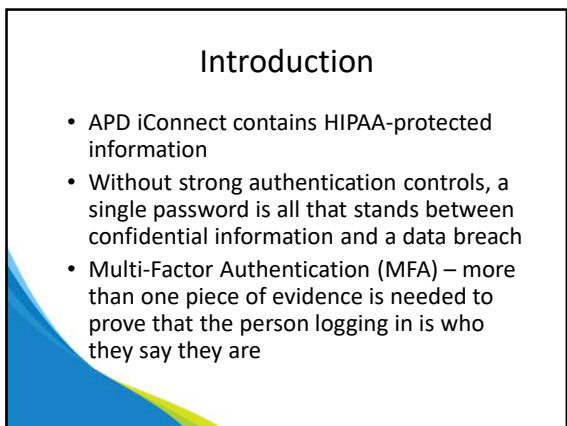 Introduction
• APD iConnect contains HIPAA-protected
information
• Without strong authentication controls, a
single password is all that stands between
confidential information and a data breach
• Multi-Factor Authentication (MFA) – more
than one piece of evidence is needed to
prove that the person logging in is who
they say they are